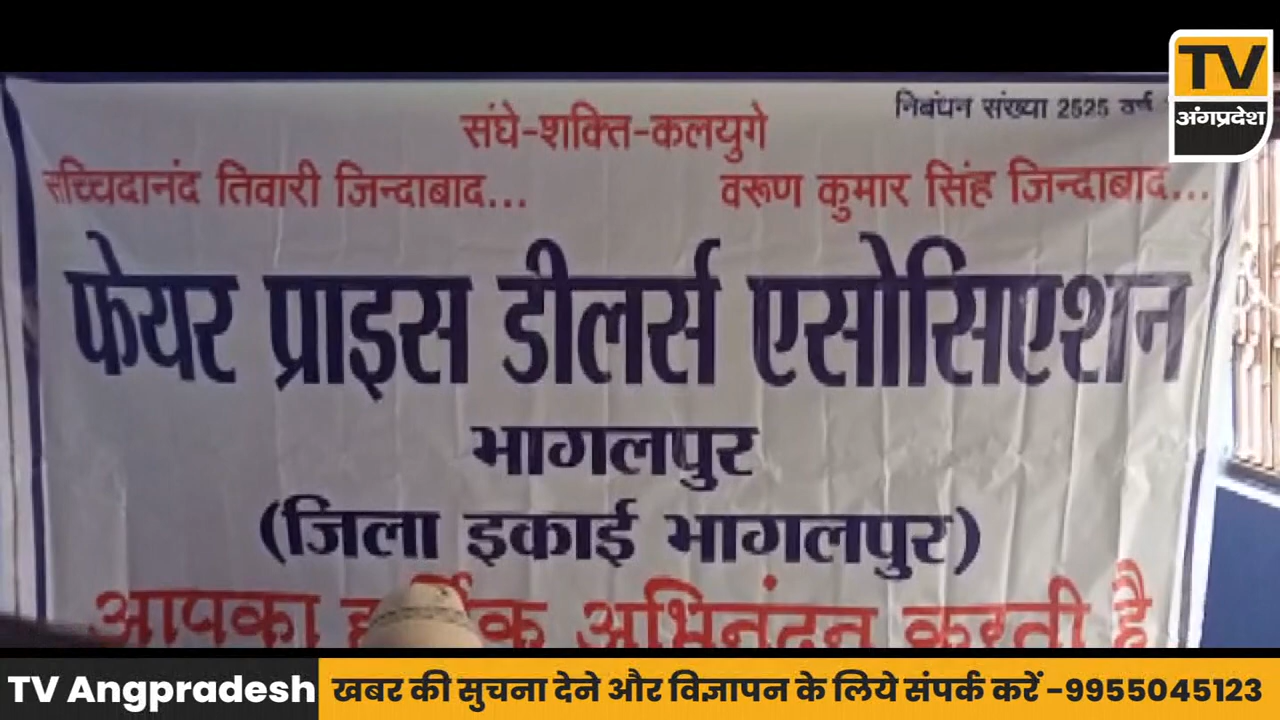 TV
अंगप्रदेश
निबंधन संख्या 2525 वर्ष
संघे-शक्ति-कलयुगे
सच्चिदानंद तिवारी जिन्दाबाद...
वरूण कुमार सिंह जिन्दाबाद...
फेयर प्राइस डीलर्स एसोसिएशन
भागलपुर
(जिला इकाई भागलपुर)
आपका अभिनंदन करती है
TV Angpradesh
खबर की सुचना देने और विज्ञापन के लिये संपर्क करें -9955045123